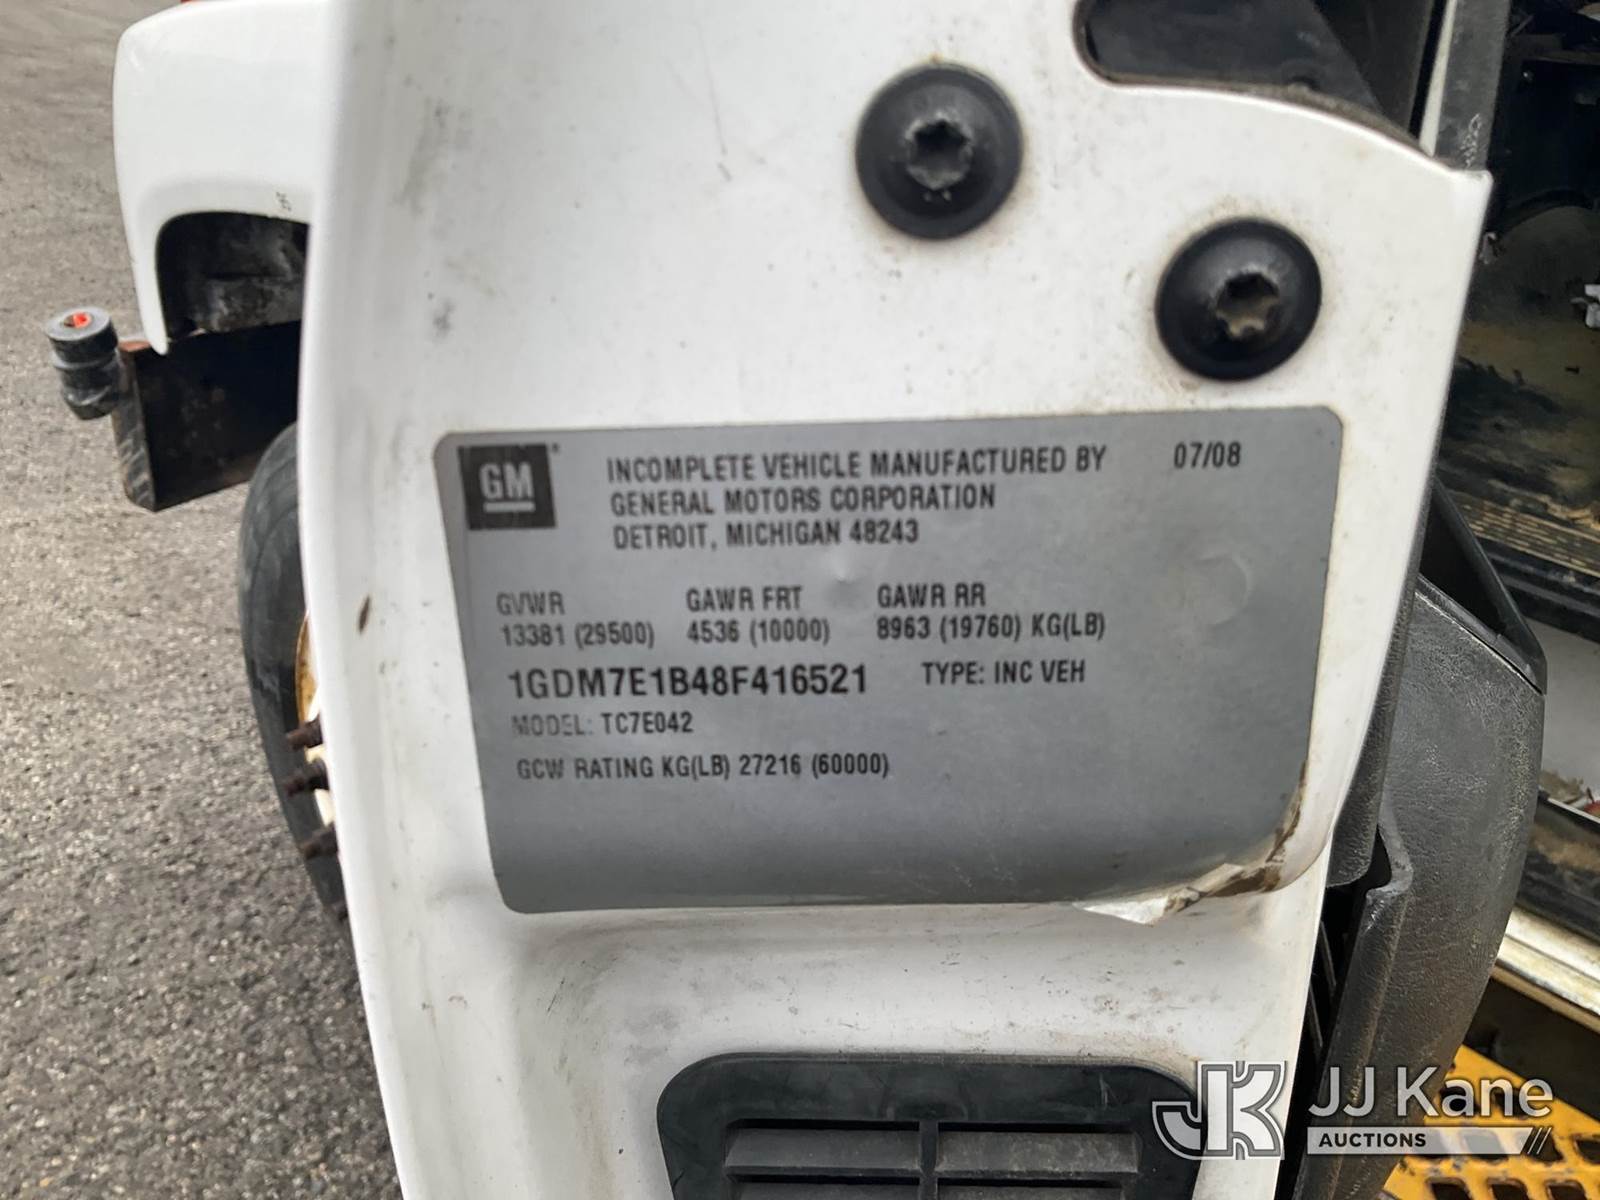 GM® INCOMPLETE VEHICLE MANUFACTURED BY 07/08
GENERAL MOTORS CORPORATION
DETROIT, MICHIGAN 48243
GVWR GAWR FRT GAWR RR
13381 (29500) 4536 (10000) 8963 (19760) KG(LB)
1GDM7E1B48F416521 TYPE: INC VEH
MODEL: TC7E042
GCW RATING KG(LB) 27216 (60000)
JK JJ Kane
AUCTIONS